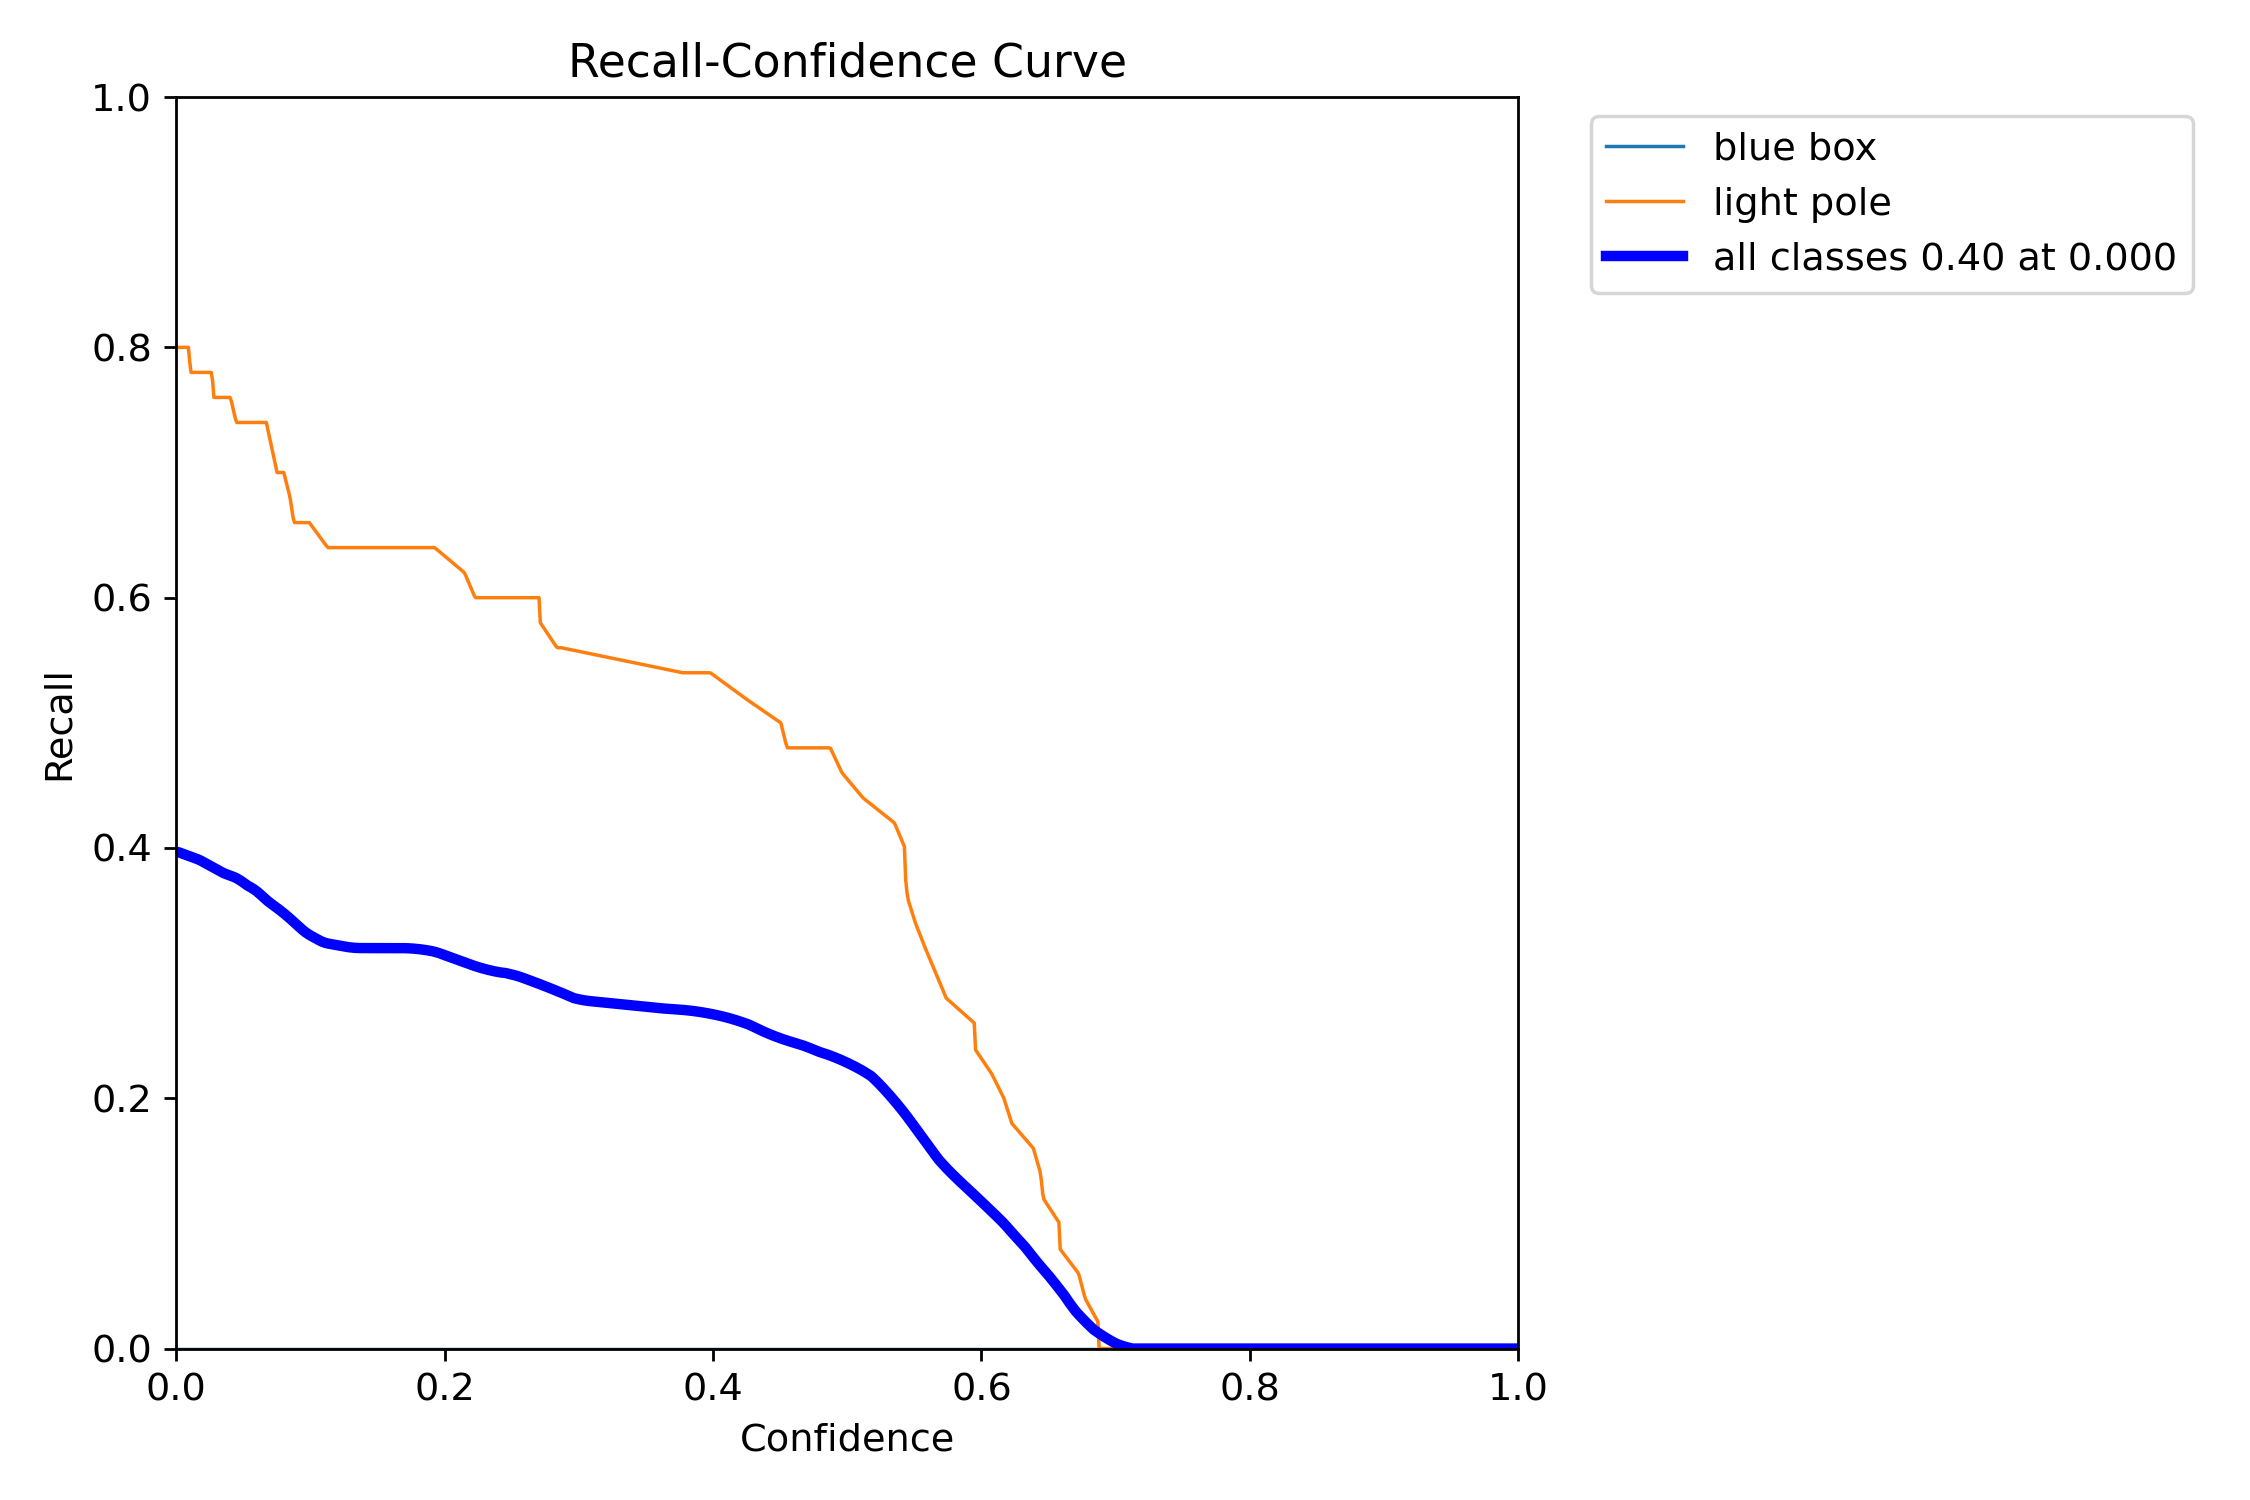 Recall-Confidence Curve
1.0
0.8
0.6
0.4
0.2
0.0
Recall
0.0 0.2 0.4 0.6 0.8 1.0
Confidence
blue box
light pole
all classes 0.40 at 0.000